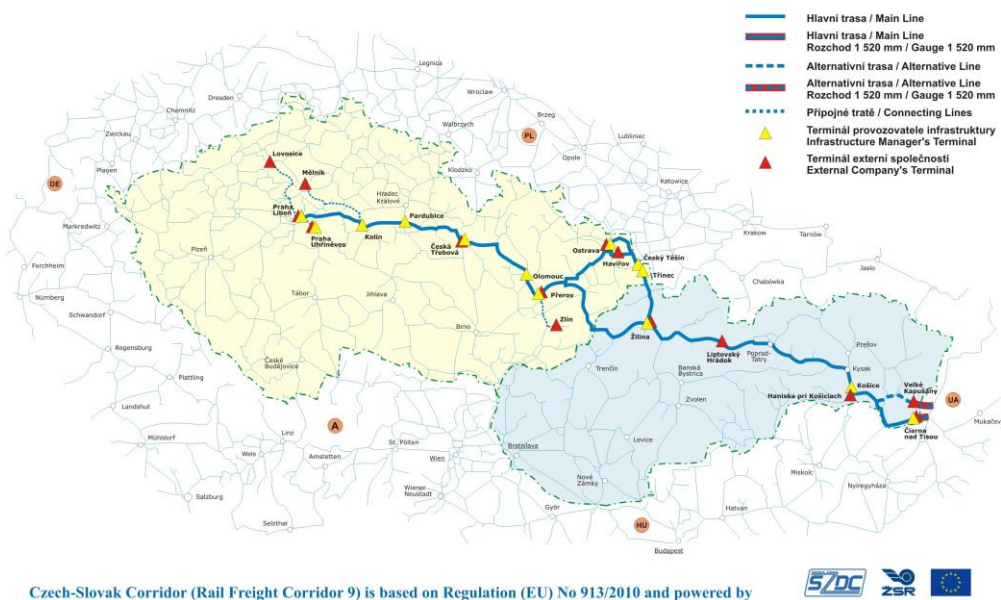 Hlavní trasa / Main Line
Hlavní trasa / Main Line
Rozchod 1 520 mm / Gauge 1 520 mm
Alternativní trasa / Alternative Line
Alternativní trasa / Alternative Line
Rozchod 1 520 mm / Gauge 1 520 mm
Přípojné tratě / Connecting Lines
Terminál provozovatele infrastruktury
Infrastructure Manager's Terminal
Terminál externí společnosti
External Company's Terminal
Legnica
Dresden
Wrocław
Brzeg
Chemnitz
Wałbrzych
PL
Lubliniec
Zwickau
Lovosice
Opole
Plauen
Mělník
Kłodzko
DE
Katowice
Hradec
Králové
Praha
Libeň
Pardubice
Markredwitz
Praha
Uhříněves
Kolín
Krakow
Tarnów
Česká
Třebová
Ostrava
Plzeň
Havířov
Český Těšín
Forchheim
Olomouc
Třinec
Jasło
Chabówka
Nürnberg
Tábor
Jihlava
Přerov
Schwandorf
Zlín
Brno
Žilina
Regensburg
Liptovský
Hrádok
Poprad-
Tatry
Prešov
České
Budějovice
Trenčín
Banská
Bystrica
Kysak
Plattling
Košice
Veľké
Kapušany
Haniska pri Košiciach
UA
Zvolen
Landshut
Čierna
nad Tisou
Mukačev
A
Mühldorf
Linz
St. Pölten
Levice
Bratislava
Wels
Amstetten
Wien
Miskolc
Nové
Zámky
Nyíregyháza
Wiener
Neustadt
Salzburg
Győr
Hatvan
Selzthal
HU
Budapest
Czech-Slovak Corridor (Rail Freight Corridor 9) is based on Regulation (EU) No 913/2010 and powered by
SŽDC
ŽSR